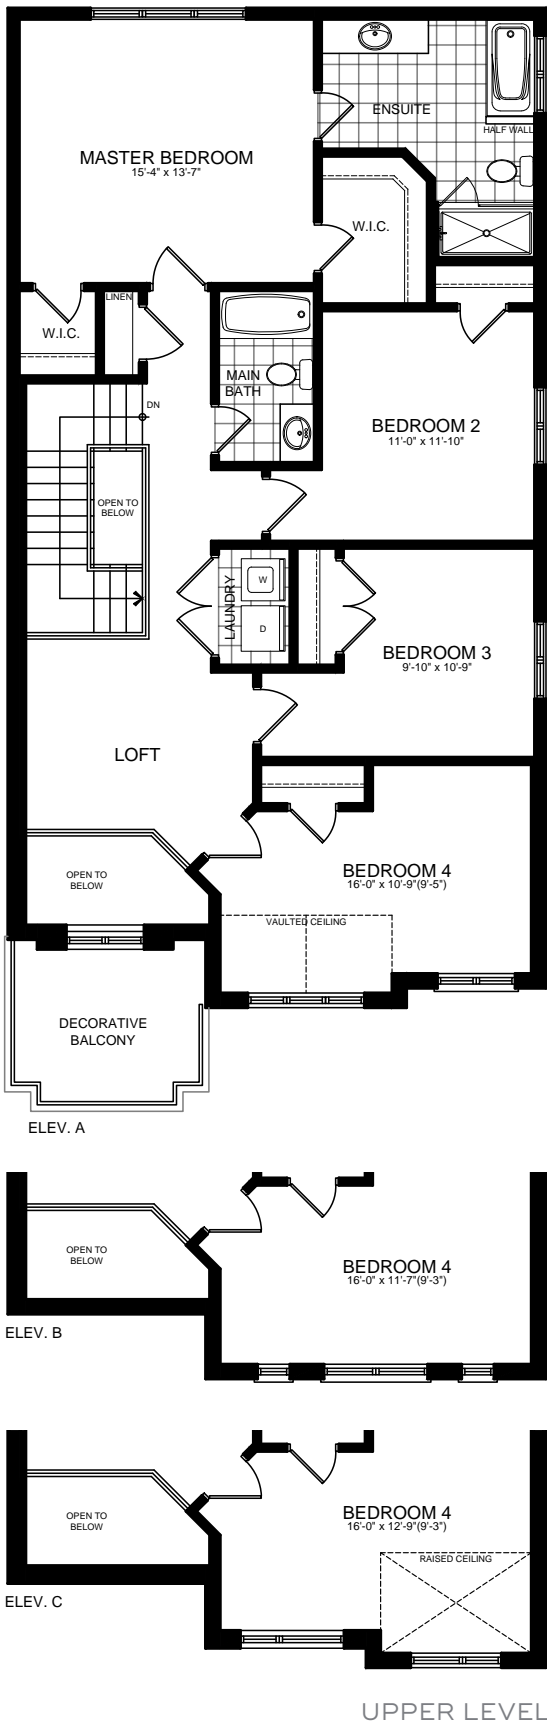 ENSUITE
HALF WALL
MASTER BEDROOM
15'-4" x 13'-7"
W.I.C.
LINEN
W.I.C.
MAIN
BATH
DN
BEDROOM 2
11'-0" x 11'-10"
OPEN TO
BELOW
LAUNDRY
W
D
BEDROOM 3
9'-10" x 10'-9"
LOFT
BEDROOM 4
16'-0" x 10'-9"(9'-5")
OPEN TO
BELOW
VAULTED CEILING
DECORATIVE
BALCONY
ELEV. A
OPEN TO
BELOW
BEDROOM 4
16'-0" x 11'-7"(9'-3")
ELEV. B
OPEN TO
BELOW
BEDROOM 4
16'-0" x 12'-9"(9'-3")
RAISED CEILING
ELEV. C
UPPER LEVEL